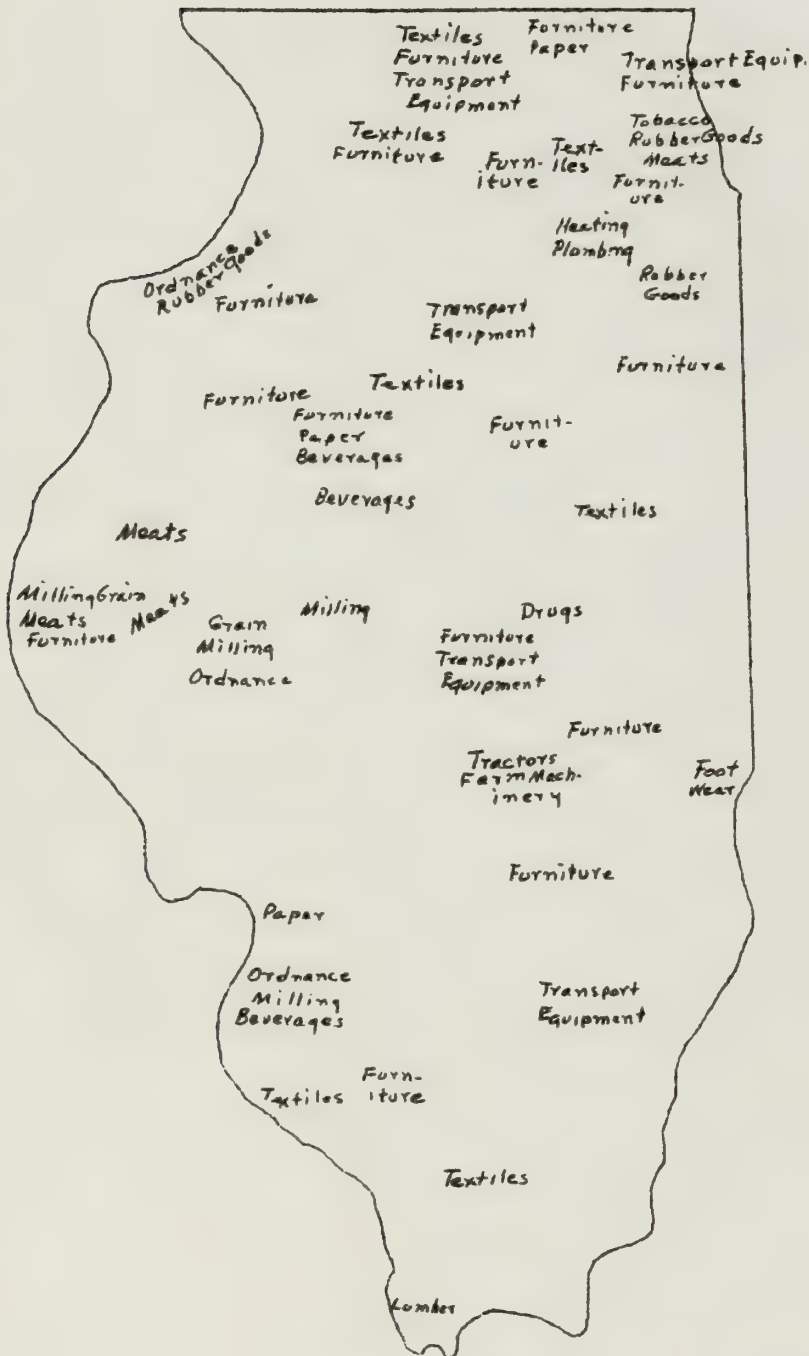 Textiles
Furniture
Transport
Equipment
Furniture
Paper
Transport Equip.
Furniture
Textiles
Furniture
Furn-
iture
Text-
iles
Tobacco
Rubber Goods
Meats
Furnit-
ure
Heating
Plumbing
Rubber
Goods
Ordnance
Rubber Goods
Furniture
Transport
Equipment
Furniture
Furniture
Textiles
Furniture
Paper
Beverages
Furnit-
ure
Beverages
Textiles
Meats
Milling Grain
Meats
Furniture
Meats
Grain
Milling
Ordnance
Milling
Drugs
Furniture
Transport
Equipment
Furniture
Tractors
Farm Mach-
inery
Foot
Wear
Furniture
Paper
Ordnance
Milling
Beverages
Transport
Equipment
Textiles
Furn-
iture
Textiles
Lumber